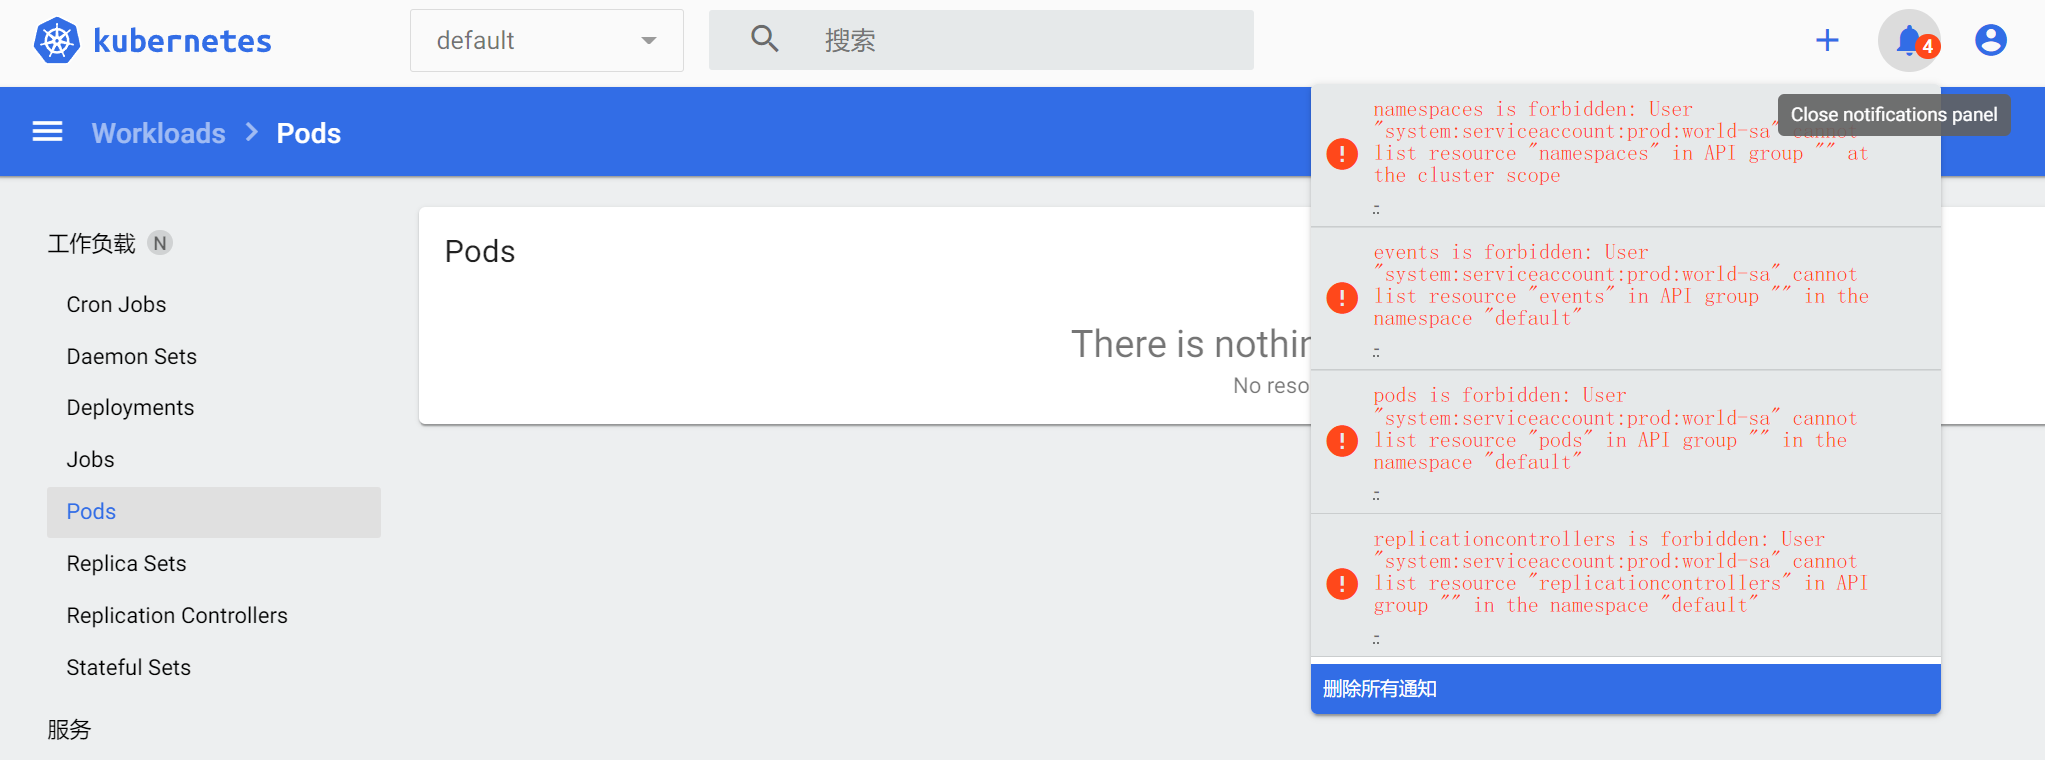 kubernetes
default
搜索
4
Workloads > Pods
Close notifications panel
工作负载 N
Cron Jobs
Daemon Sets
Deployments
Jobs
Pods
Replica Sets
Replication Controllers
Stateful Sets
服务
Pods
There is nothin
No reso
namespaces is forbidden: User
"system:serviceaccount:prod:world-sa" cannot
list resource "namespaces" in API group "" at
the cluster scope
events is forbidden: User
"system:serviceaccount:prod:world-sa" cannot
list resource "events" in API group "" in the
namespace "default"
pods is forbidden: User
"system:serviceaccount:prod:world-sa" cannot
list resource "pods" in API group "" in the
namespace "default"
replicationcontrollers is forbidden: User
"system:serviceaccount:prod:world-sa" cannot
list resource "replicationcontrollers" in API
group "" in the namespace "default"
删除所有通知